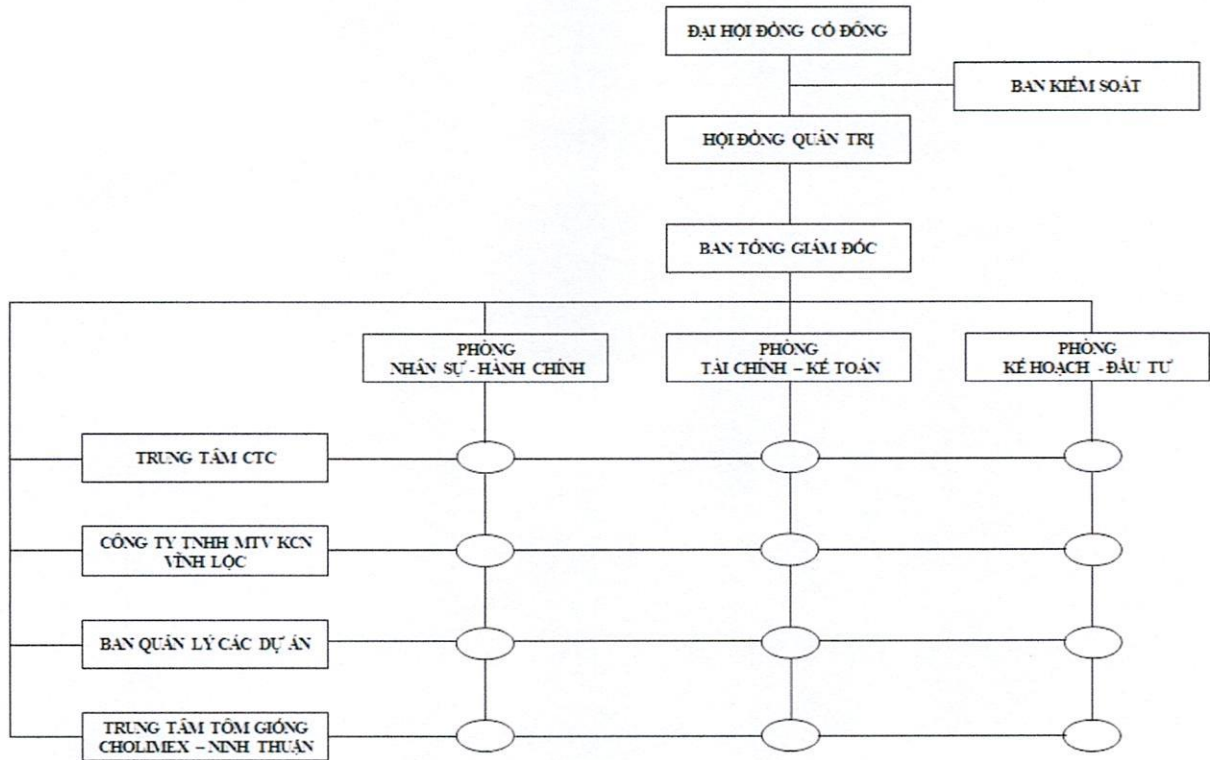 ĐẠI HỘI ĐỒNG CỔ ĐÔNG
BAN KIỂM SOÁT
HỘI ĐỒNG QUẢN TRỊ
BAN TỔNG GIÁM ĐỐC
PHÒNG
NHÂN SỰ - HÀNH CHÍNH
PHÒNG
TÀI CHÍNH – KẾ TOÁN
PHÒNG
KẾ HOẠCH - ĐẦU TƯ
TRUNG TÂM CTC
CÔNG TY TNHH MTV KCN
VĨNH LỘC
BAN QUẢN LÝ CÁC DỰ ÁN
TRUNG TÂM TÔM GIỐNG
CHOLIMEX – NINH THUẬN